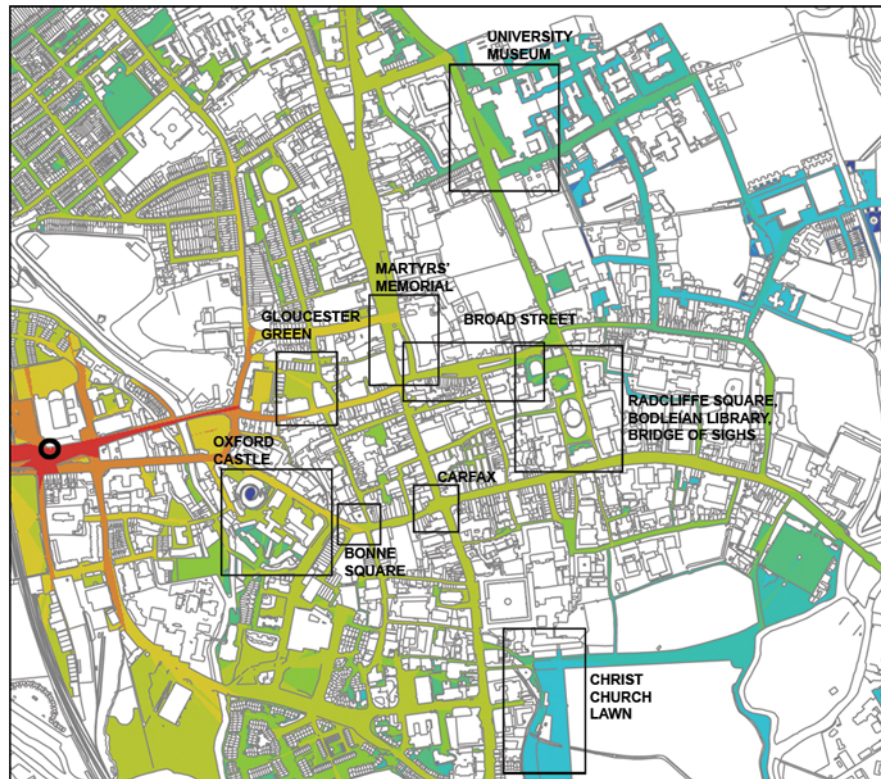 UNIVERSITY
MUSEUM
MARTYRS'
MEMORIAL
GLOUCESTER
GREEN
BROAD STREET
RADCLIFFE SQUARE,
BODLEIAN LIBRARY,
BRIDGE OF SIGHS
OXFORD
CASTLE
CARFAX
BONNE
SQUARE
CHRIST
CHURCH
LAWN